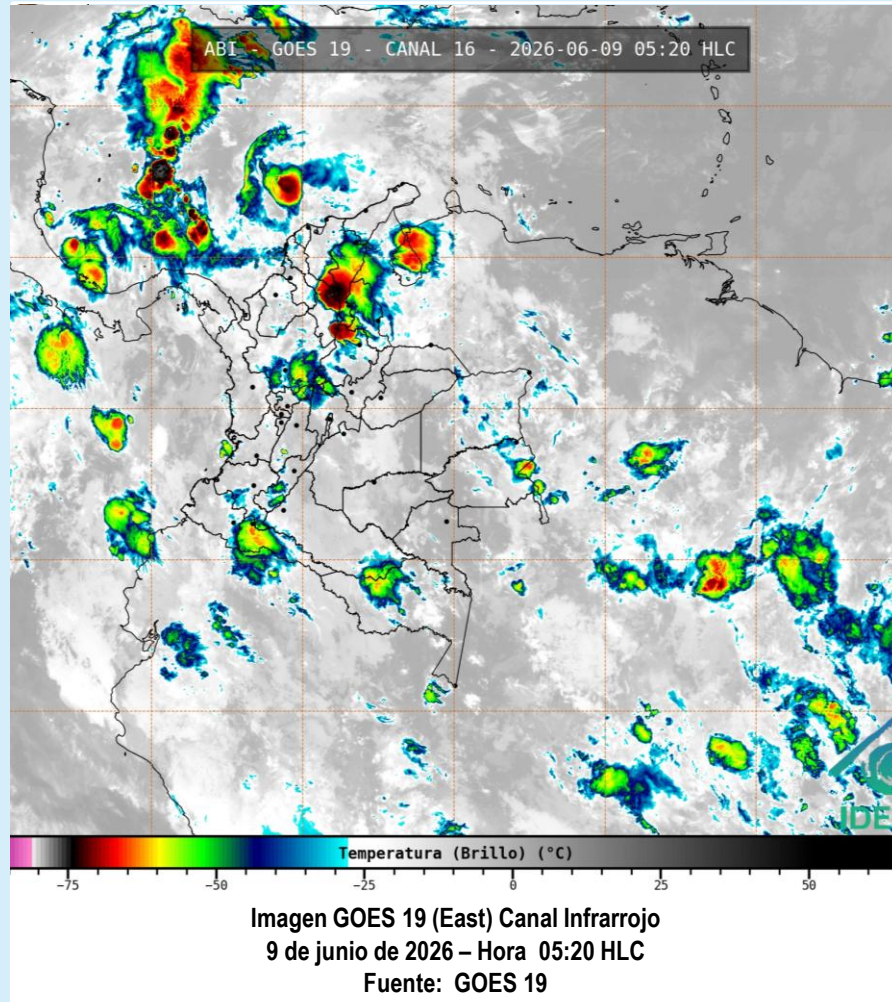 ABI - GOES 19 - CANAL 16 - 2026-06-09 05:20 HLC
Temperatura (Brillo) (°C)
−75 −50 −25 0 25 50
Imagen GOES 19 (East) Canal Infrarrojo
9 de junio de 2026 – Hora 05:20 HLC
Fuente: GOES 19